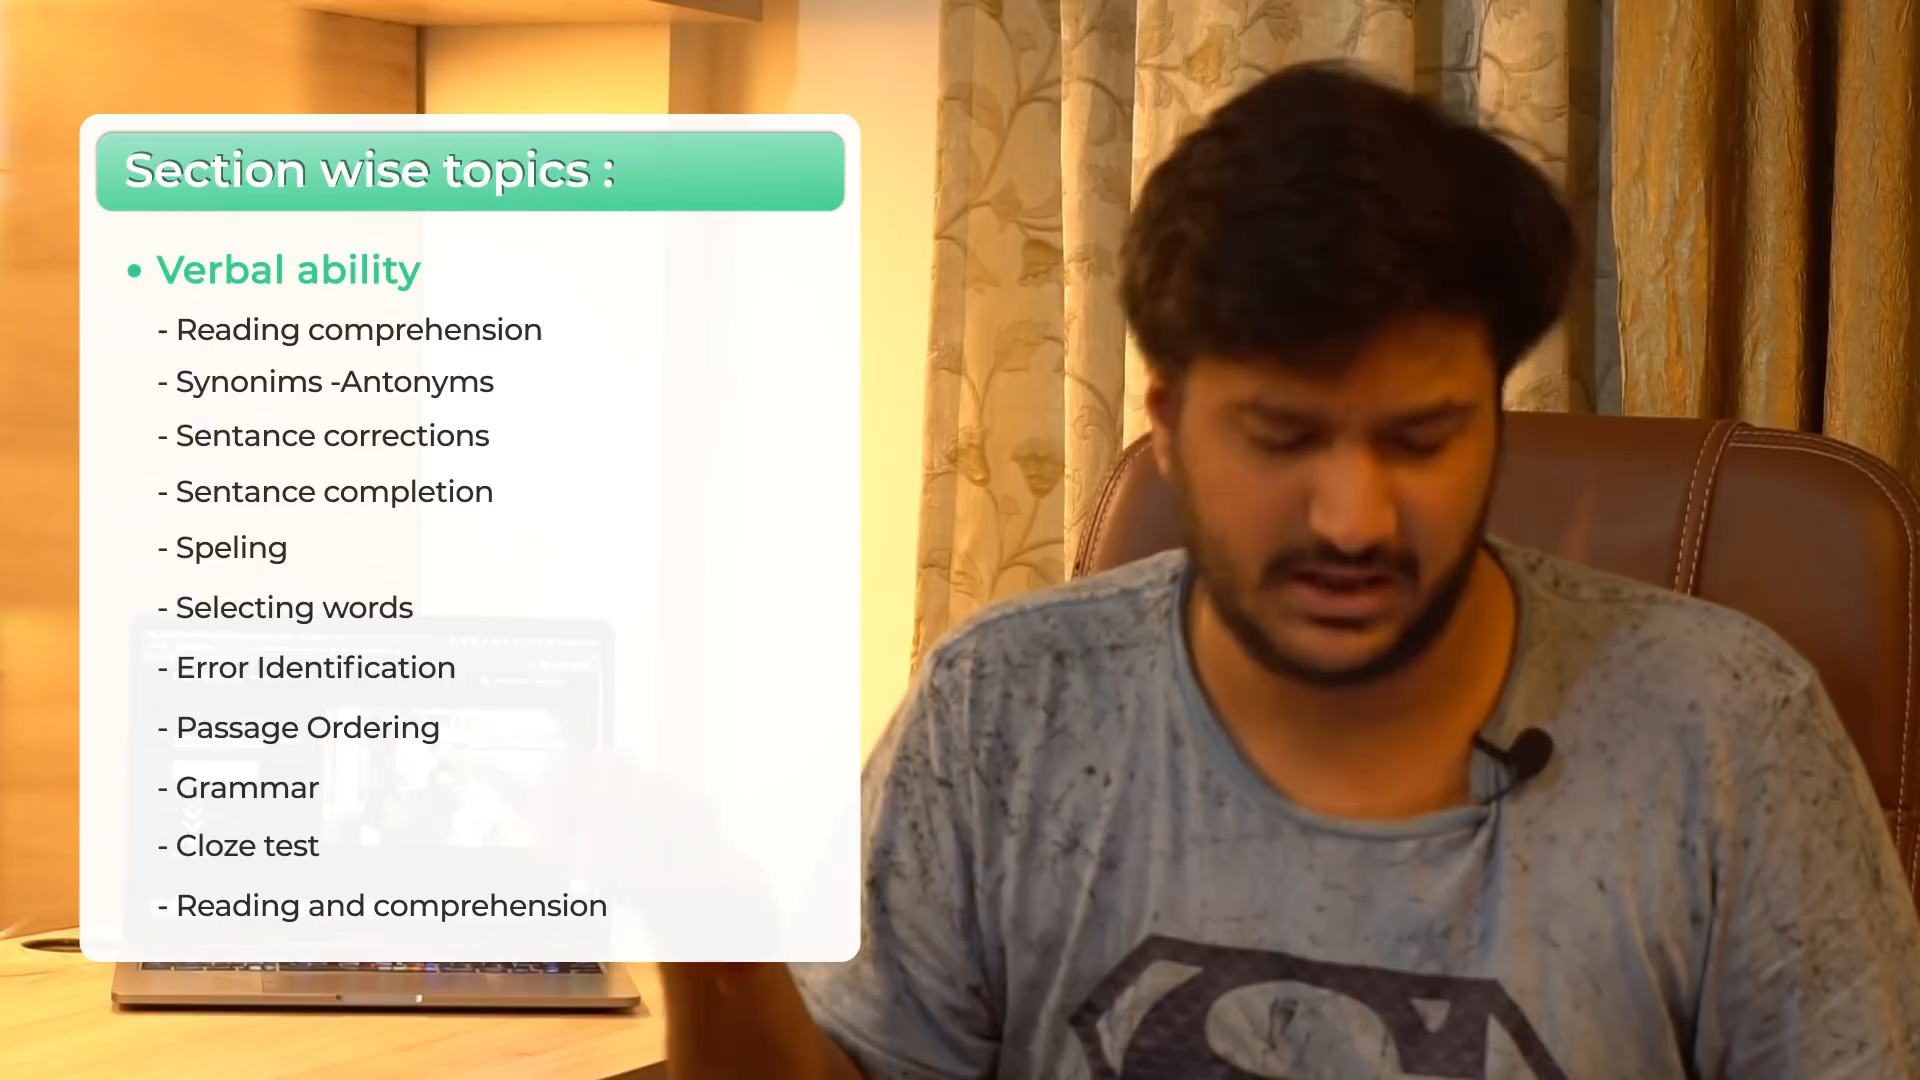 Section wise topics :
• Verbal ability
- Reading comprehension
- Synonims -Antonyms
- Sentance corrections
- Sentance completion
- Speling
- Selecting words
- Error Identification
- Passage Ordering
- Grammar
- Cloze test
- Reading and comprehension